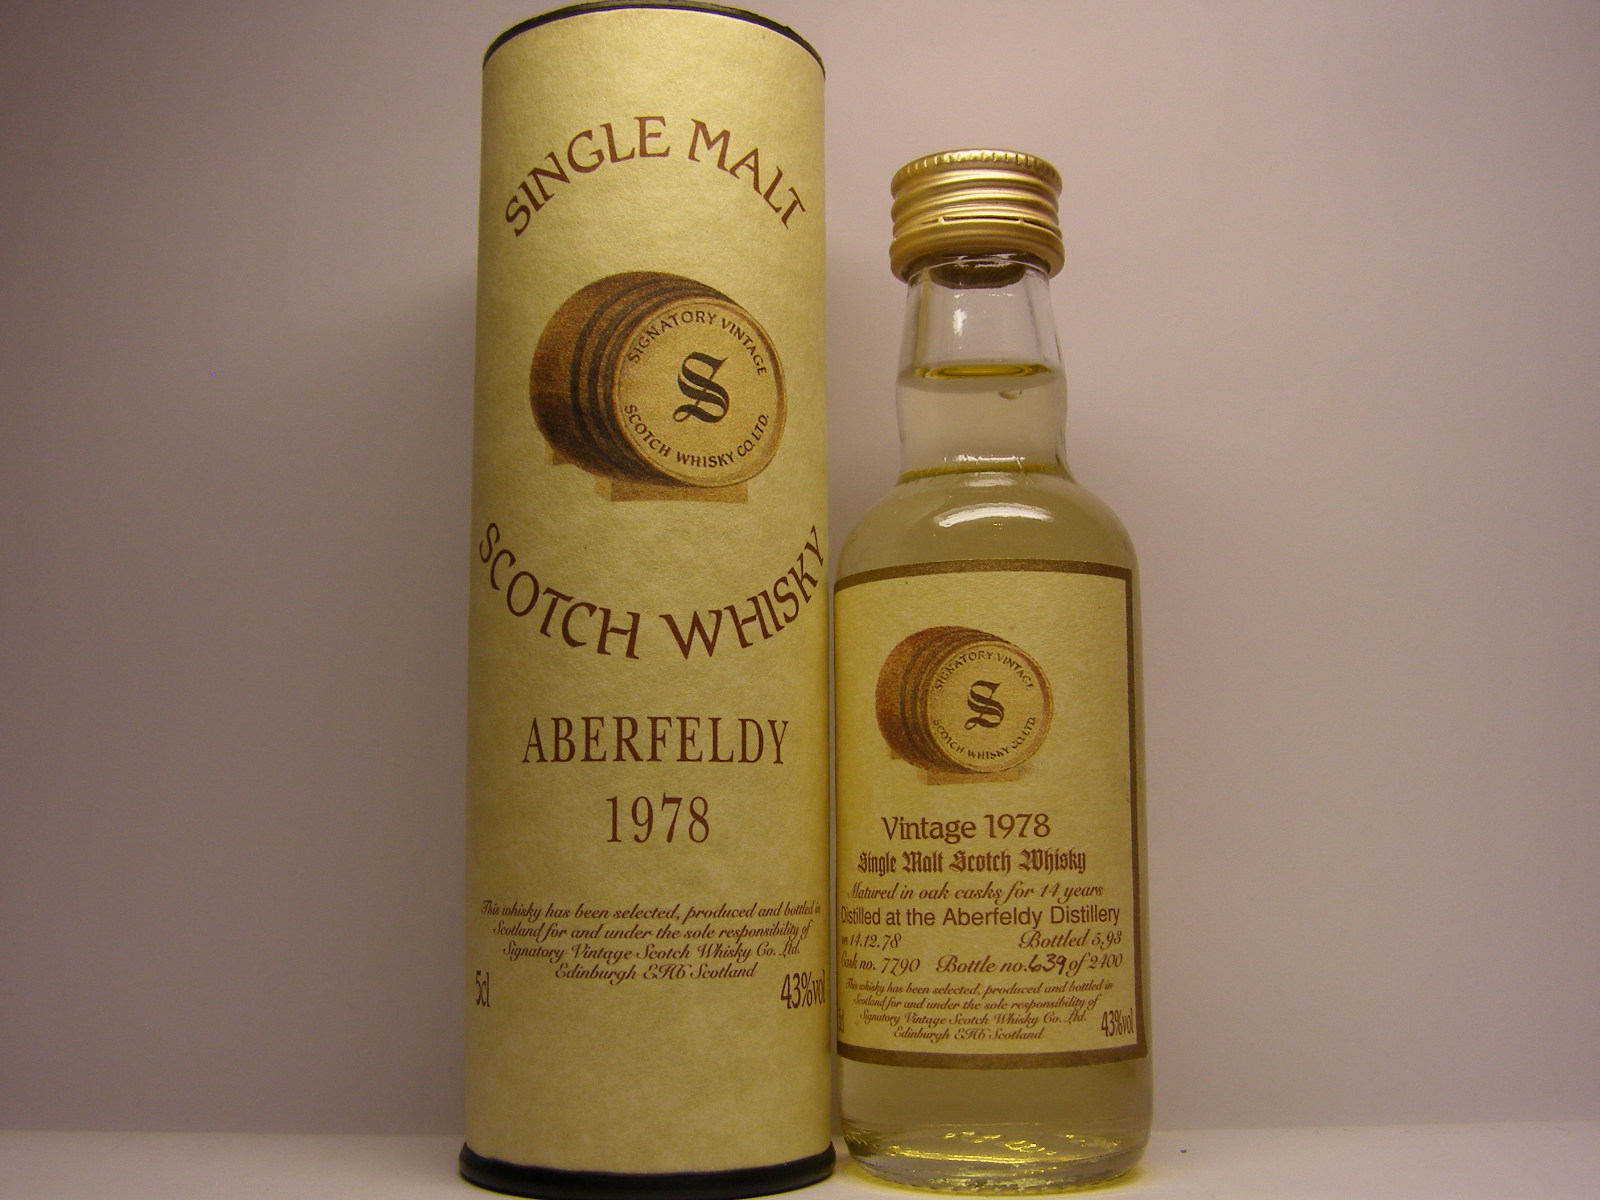 SINGLE MALT
SIGNATORY VINTAGE
S
SCOTCH WHISKY CO. LTD.
SCOTCH WHISKY
ABERFELDY
1978
This whisky has been selected, produced and bottled in
Scotland for and under the sole responsibility of
Signatory Vintage Scotch Whisky Co. Ltd.
Edinburgh EH6 Scotland
5cl 43%vol
SIGNATORY VINTAGE
S
SCOTCH WHISKY CO. LTD.
Vintage 1978
Single Malt Scotch Whisky
Matured in oak casks for 14 years
Distilled at the Aberfeldy Distillery
on 14.12.78 Bottled 5.93
Cask no. 7790 Bottle no. 639 of 2400
This whisky has been selected, produced and bottled in
Scotland for and under the sole responsibility of
Signatory Vintage Scotch Whisky Co. Ltd.
Edinburgh EH6 Scotland
43%vol